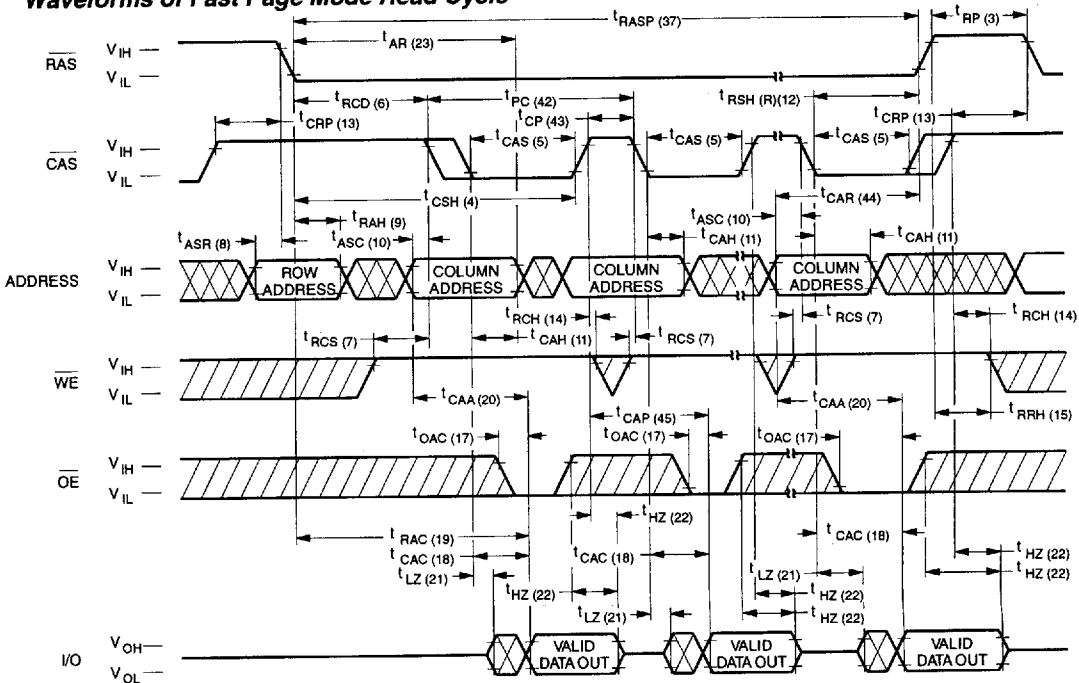 Waveforms of Fast Page Mode Read Cycle
t RASP (37)
t RP (3)
t AR (23)
RAS
V IH
V IL
t RCD (6)
t PC (42)
t RSH (R)(12)
t CRP (13)
t CP (43)
t CRP (13)
CAS
V IH
V IL
t CAS (5)
t CAS (5)
t CAS (5)
t CSH (4)
t CAR (44)
t RAH (9)
t ASR (8)
t ASC (10)
t ASC (10)
t CAH (11)
t CAH (11)
ADDRESS
V IH
V IL
ROW ADDRESS
COLUMN ADDRESS
COLUMN ADDRESS
COLUMN ADDRESS
t RCH (14)
t RCS (7)
t RCH (14)
t RCS (7)
t CAH (11)
t RCS (7)
WE
V IH
V IL
t CAA (20)
t CAP (45)
t CAA (20)
t RRH (15)
t OAC (17)
t OAC (17)
t OAC (17)
OE
V IH
V IL
t HZ (22)
t RAC (19)
t CAC (18)
t CAC (18)
t CAC (18)
t HZ (22)
t LZ (21)
t LZ (21)
t HZ (22)
t HZ (22)
t HZ (22)
t LZ (21)
t HZ (22)
I/O
V OH
V OL
VALID DATA OUT
VALID DATA OUT
VALID DATA OUT